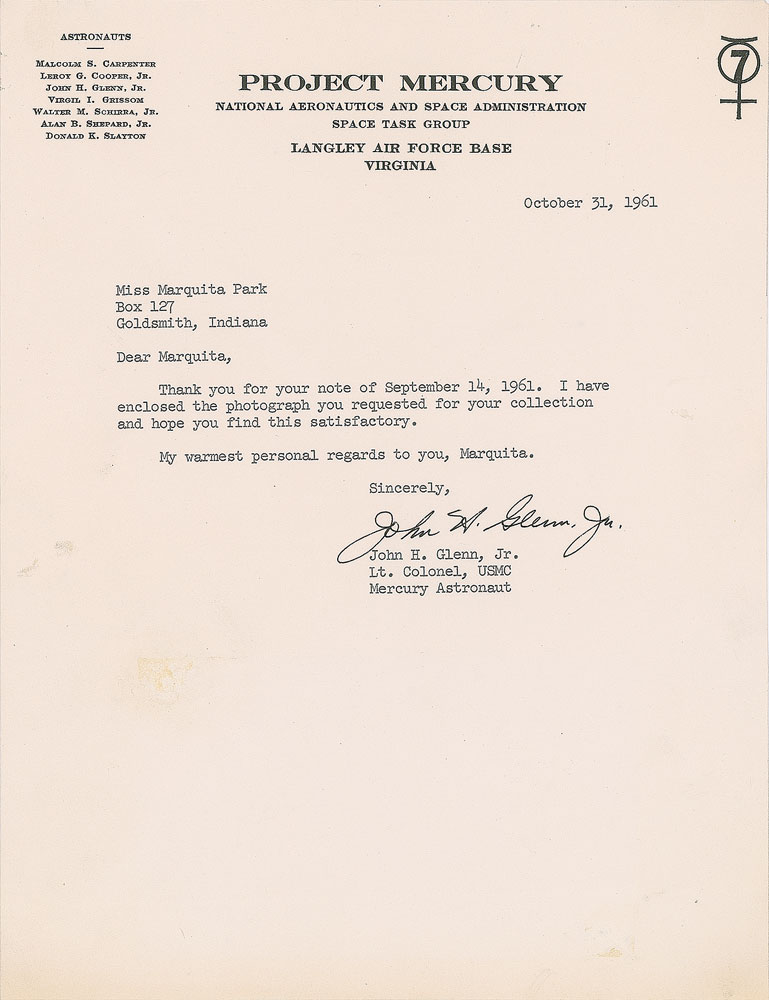 ASTRONAUTS
MALCOLM S. CARPENTER
LEROY G. COOPER, JR.
JOHN H. GLENN, JR.
VIRGIL I. GRISSOM
WALTER M. SCHIRRA, JR.
ALAN B. SHEPARD, JR.
DONALD K. SLAYTON
PROJECT MERCURY
NATIONAL AERONAUTICS AND SPACE ADMINISTRATION
SPACE TASK GROUP
LANGLEY AIR FORCE BASE
VIRGINIA
7
October 31, 1961
Miss Marquita Park
Box 127
Goldsmith, Indiana
Dear Marquita,
Thank you for your note of September 14, 1961. I have
enclosed the photograph you requested for your collection
and hope you find this satisfactory.
My warmest personal regards to you, Marquita.
Sincerely,
John H. Glenn, Jr.
John H. Glenn, Jr.
Lt. Colonel, USMC
Mercury Astronaut